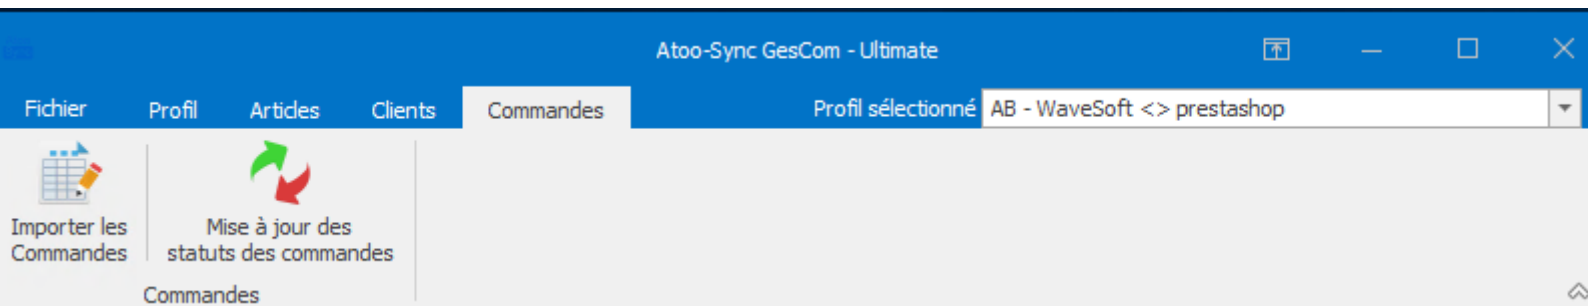 Atoo-Sync GesCom - Ultimate
Fichier Profil Articles Clients Commandes Profil sélectionné AB - WaveSoft <> prestashop
Importer les
Commandes
Mise à jour des
statuts des commandes
Commandes